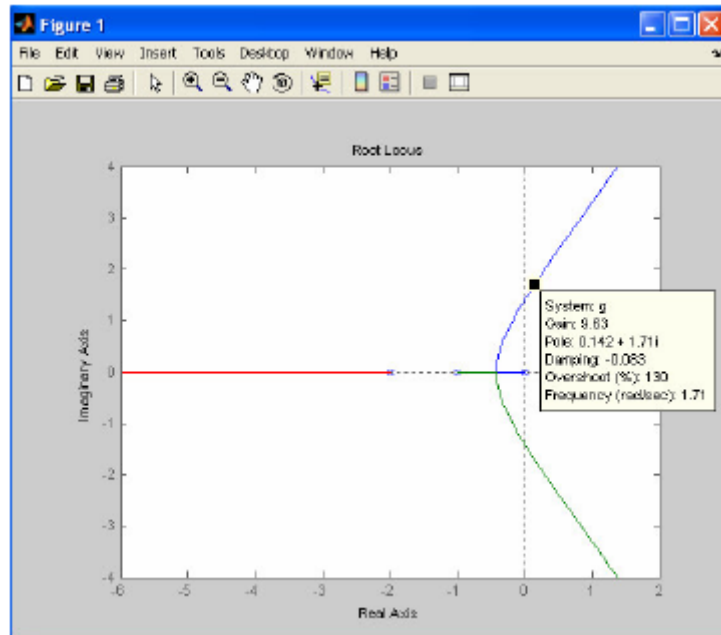 Figure 1
File Edit View Insert Tools Desktop Window Help
Root Locus
4
3
2
1
0
-1
-2
-3
-4
Imaginary Axis
System: g
Gain: 9.63
Pole: 0.142 + 1.71i
Damping: -0.083
Overshoot (%): 130
Frequency (rad/sec): 1.71
-6 -5 -4 -3 -2 -1 0 1 2
Real Axis